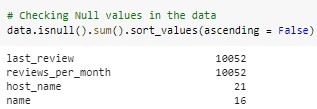 # Checking Null values in the data
data.isnull().sum().sort_values(ascending = False)
last_review 10052
reviews_per_month 10052
host_name 21
name 16